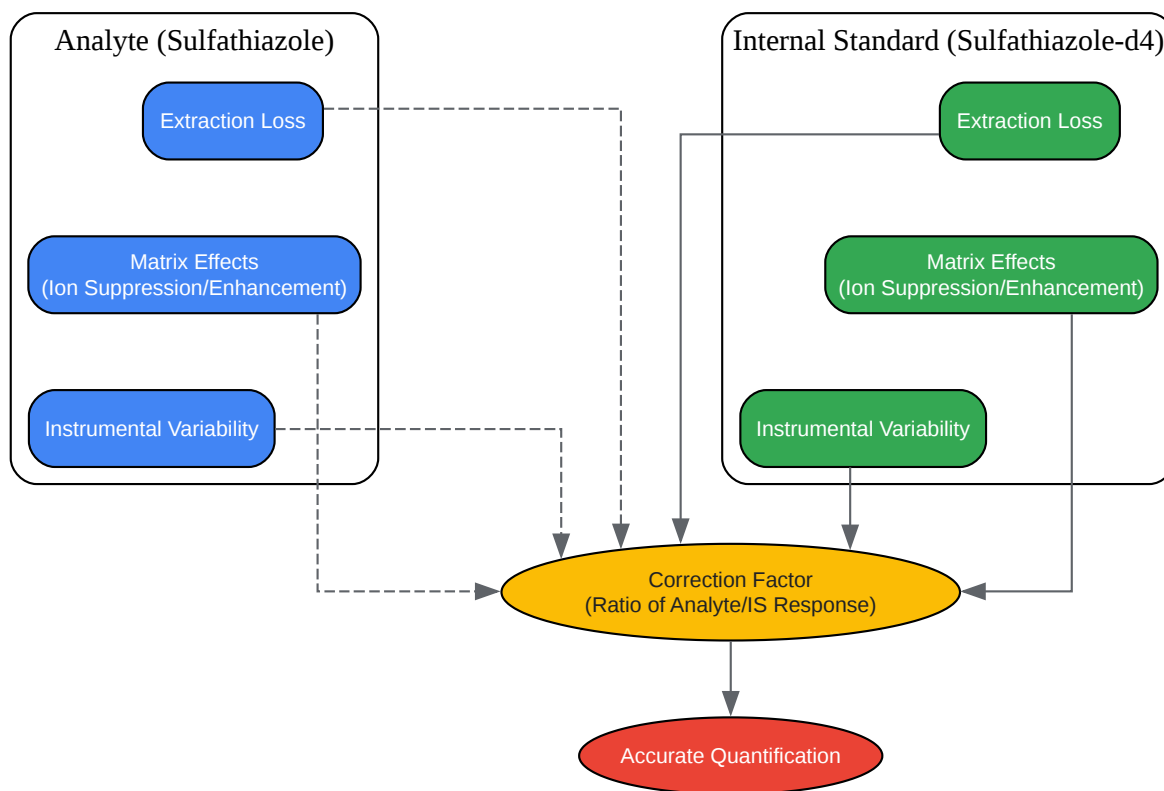 Analyte (Sulfathiazole)
Extraction Loss
Matrix Effects
(Ion Suppression/Enhancement)
Instrumental Variability
Internal Standard (Sulfathiazole-d4)
Extraction Loss
Matrix Effects
(Ion Suppression/Enhancement)
Instrumental Variability
Correction Factor
(Ratio of Analyte/IS Response)
Accurate Quantification